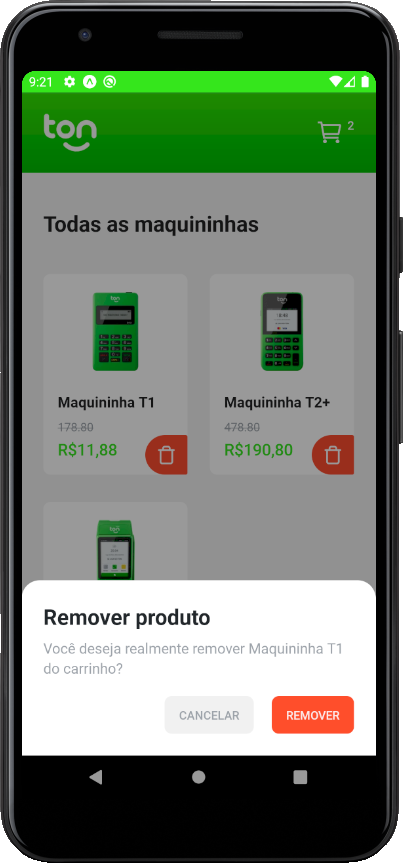 9:21
ton
2
Todas as maquininhas
Maquininha T1
178.80
R$11,88
Maquininha T2+
478.80
R$190,80
ton
Remover produto
Você deseja realmente remover Maquininha T1
do carrinho?
CANCELAR
REMOVER